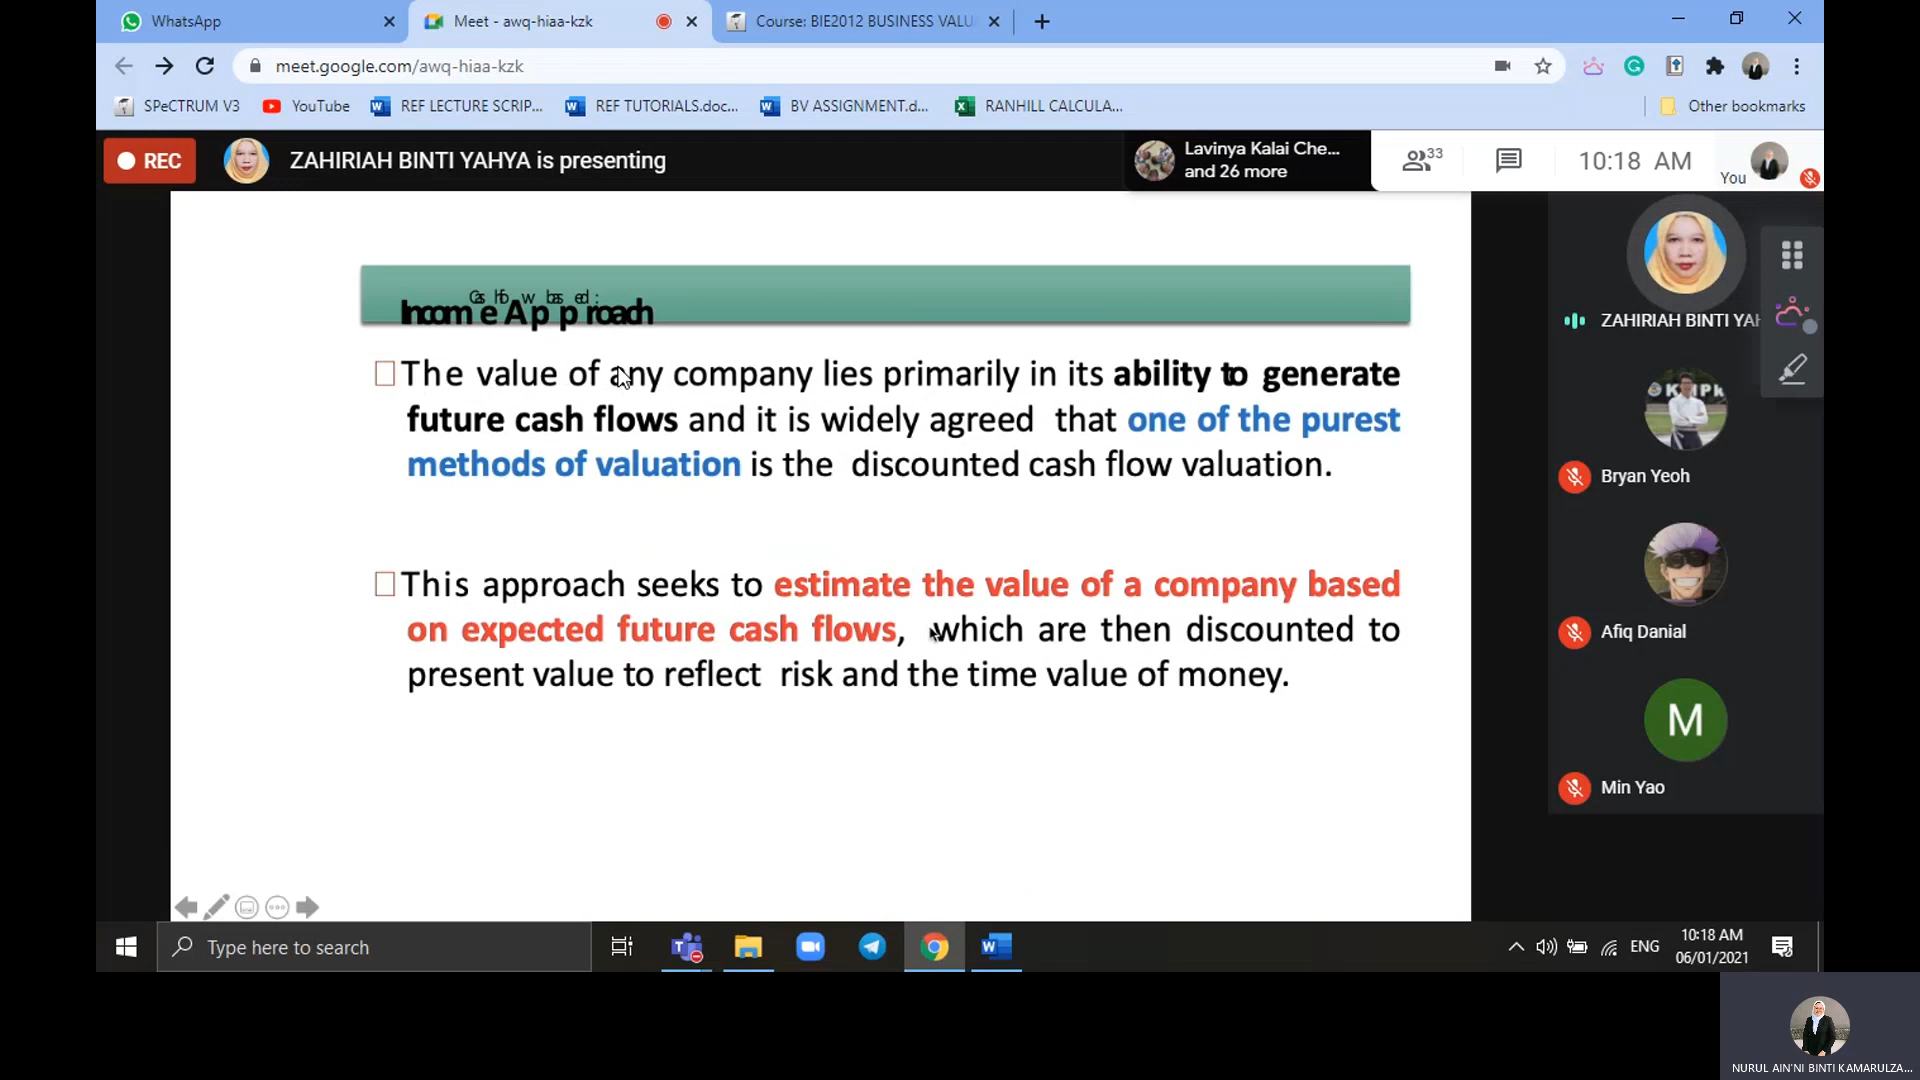 WhatsApp
Meet - awq-hiaa-kzk
Course: BIE2012 BUSINESS VALU
meet.google.com/awq-hiaa-kzk
SPeCTRUM V3
YouTube
REF LECTURE SCRIP...
REF TUTORIALS.doc...
BV ASSIGNMENT.d...
RANHILL CALCULA...
Other bookmarks
REC
ZAHIRIAH BINTI YAHYA is presenting
Lavinya Kalai Che...
and 26 more
33
10:18 AM
You
Cash flow based:
Income Approach
The value of any company lies primarily in its ability to generate
future cash flows and it is widely agreed that one of the purest
methods of valuation is the discounted cash flow valuation.
This approach seeks to estimate the value of a company based
on expected future cash flows, which are then discounted to
present value to reflect risk and the time value of money.
ZAHIRIAH BINTI YAH
Bryan Yeoh
Afiq Danial
M
Min Yao
Type here to search
ENG
10:18 AM
06/01/2021
NURUL AIN'NI BINTI KAMARULZA...